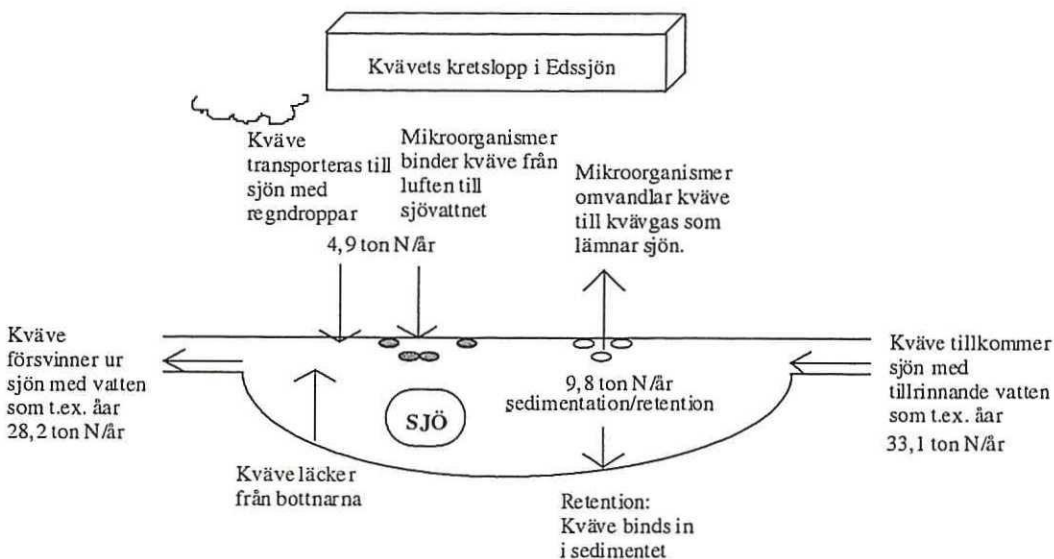 Kvävets kretslopp i Edssjön
Kväve
transporteras till
sjön med
regndroppar
Mikroorganismer
binder kväve från
luften till
sjövattnet
4,9 ton N/år
Mikroorganismer
omvandlar kväve
till kvävgas som
lämnar sjön.
Kväve
försvinner ur
sjön med vatten
som t.ex. åar
28,2 ton N/år
SJÖ
9,8 ton N/år
sedimentation/retention
Kväve tillkommer
sjön med
tillrinnande vatten
som t.ex. åar
33,1 ton N/år
Kväve läcker
från bottnarna
Retention:
Kväve binds in
i sedimentet